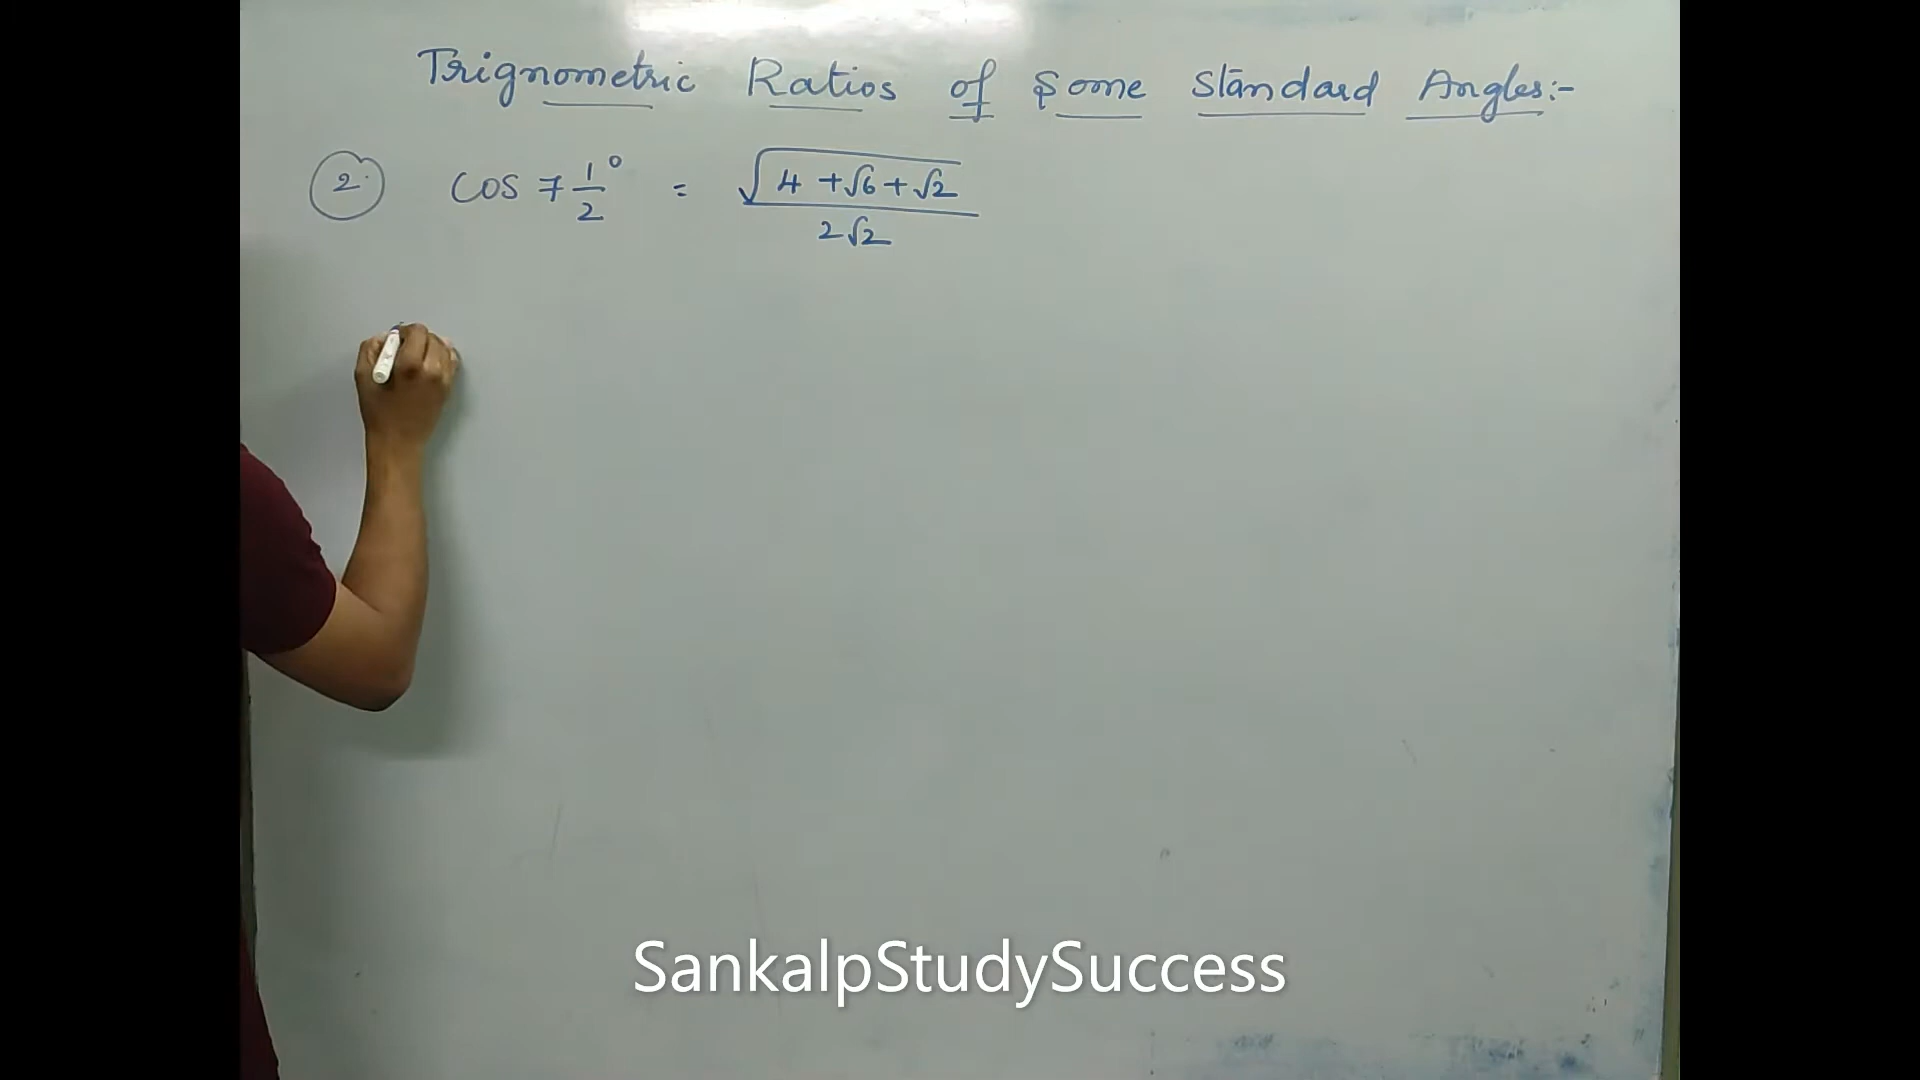 Trignometric Ratios of Some Standard Angles:-
2. cos 7 1/2° = √(4 + √6 + √2) / 2√2
SankalpStudySuccess